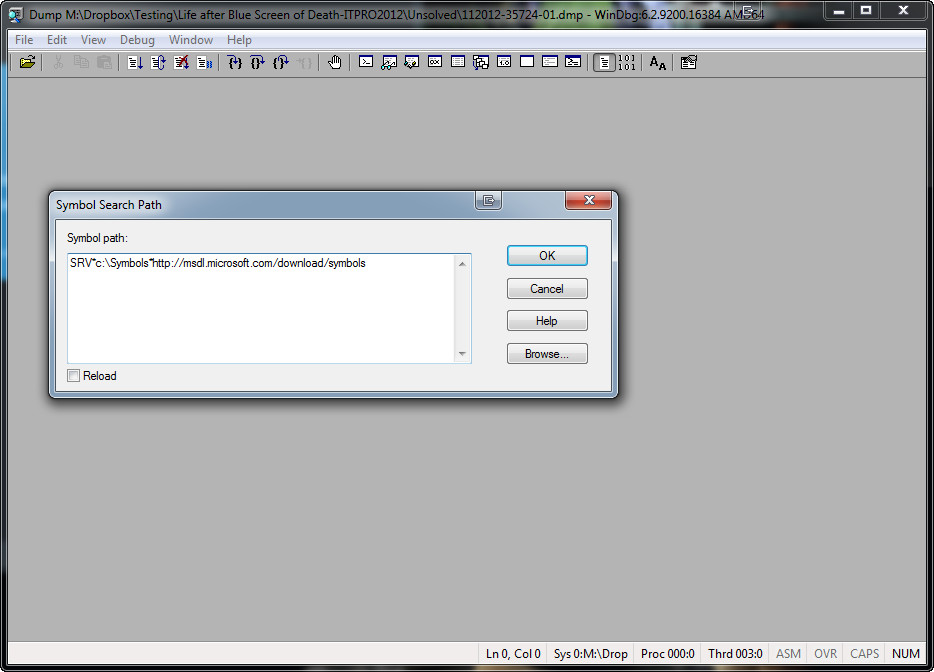 Dump M:\Dropbox\Testing\Life after Blue Screen of Death-ITPRO2012\Unsolved\112012-35724-01.dmp - WinDbg:6.2.9200.16384 AMD64
File Edit View Debug Window Help
Symbol Search Path
Symbol path:
SRV*c:\Symbols*http://msdl.microsoft.com/download/symbols
OK
Cancel
Help
Browse...
Reload
Ln 0, Col 0 Sys 0:M:\Drop Proc 000:0 Thrd 003:0 ASM OVR CAPS NUM